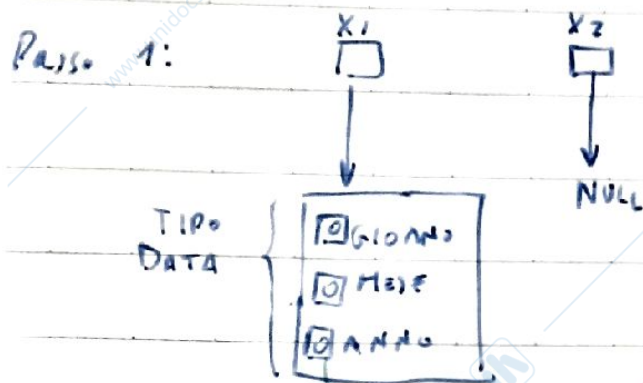 Passo 1:
X1
X2
NULL
TIPO
DATA
0 GIORNO
0 MESE
0 ANNO